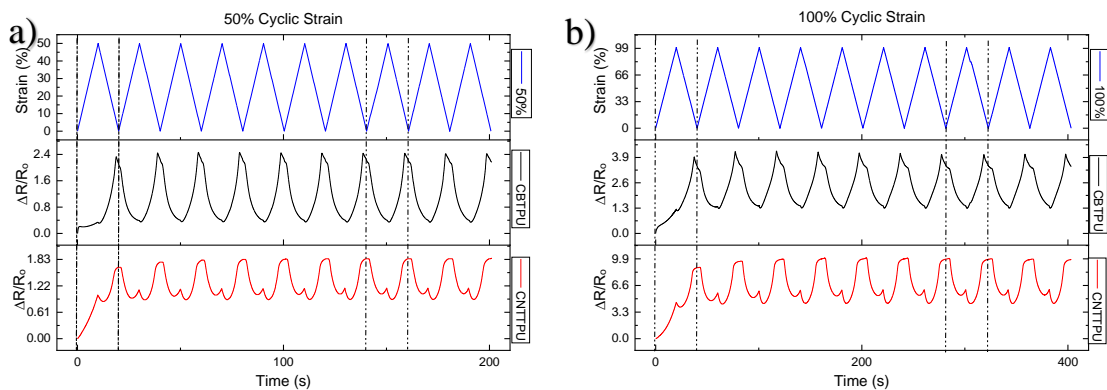 a)
50% Cyclic Strain
Strain (%)
50
40
30
20
10
0
50%
ΔR/Rₒ
2.4
1.6
0.8
0.0
CBTPU
ΔR/Rₒ
1.83
1.22
0.61
0.00
CNTTPU
0
100
200
Time (s)
b)
100% Cyclic Strain
Strain (%)
99
66
33
0
100%
ΔR/Rₒ
3.9
2.6
1.3
0.0
CBTPU
ΔR/Rₒ
9.9
6.6
3.3
0.0
CNTTPU
0
200
400
Time (s)